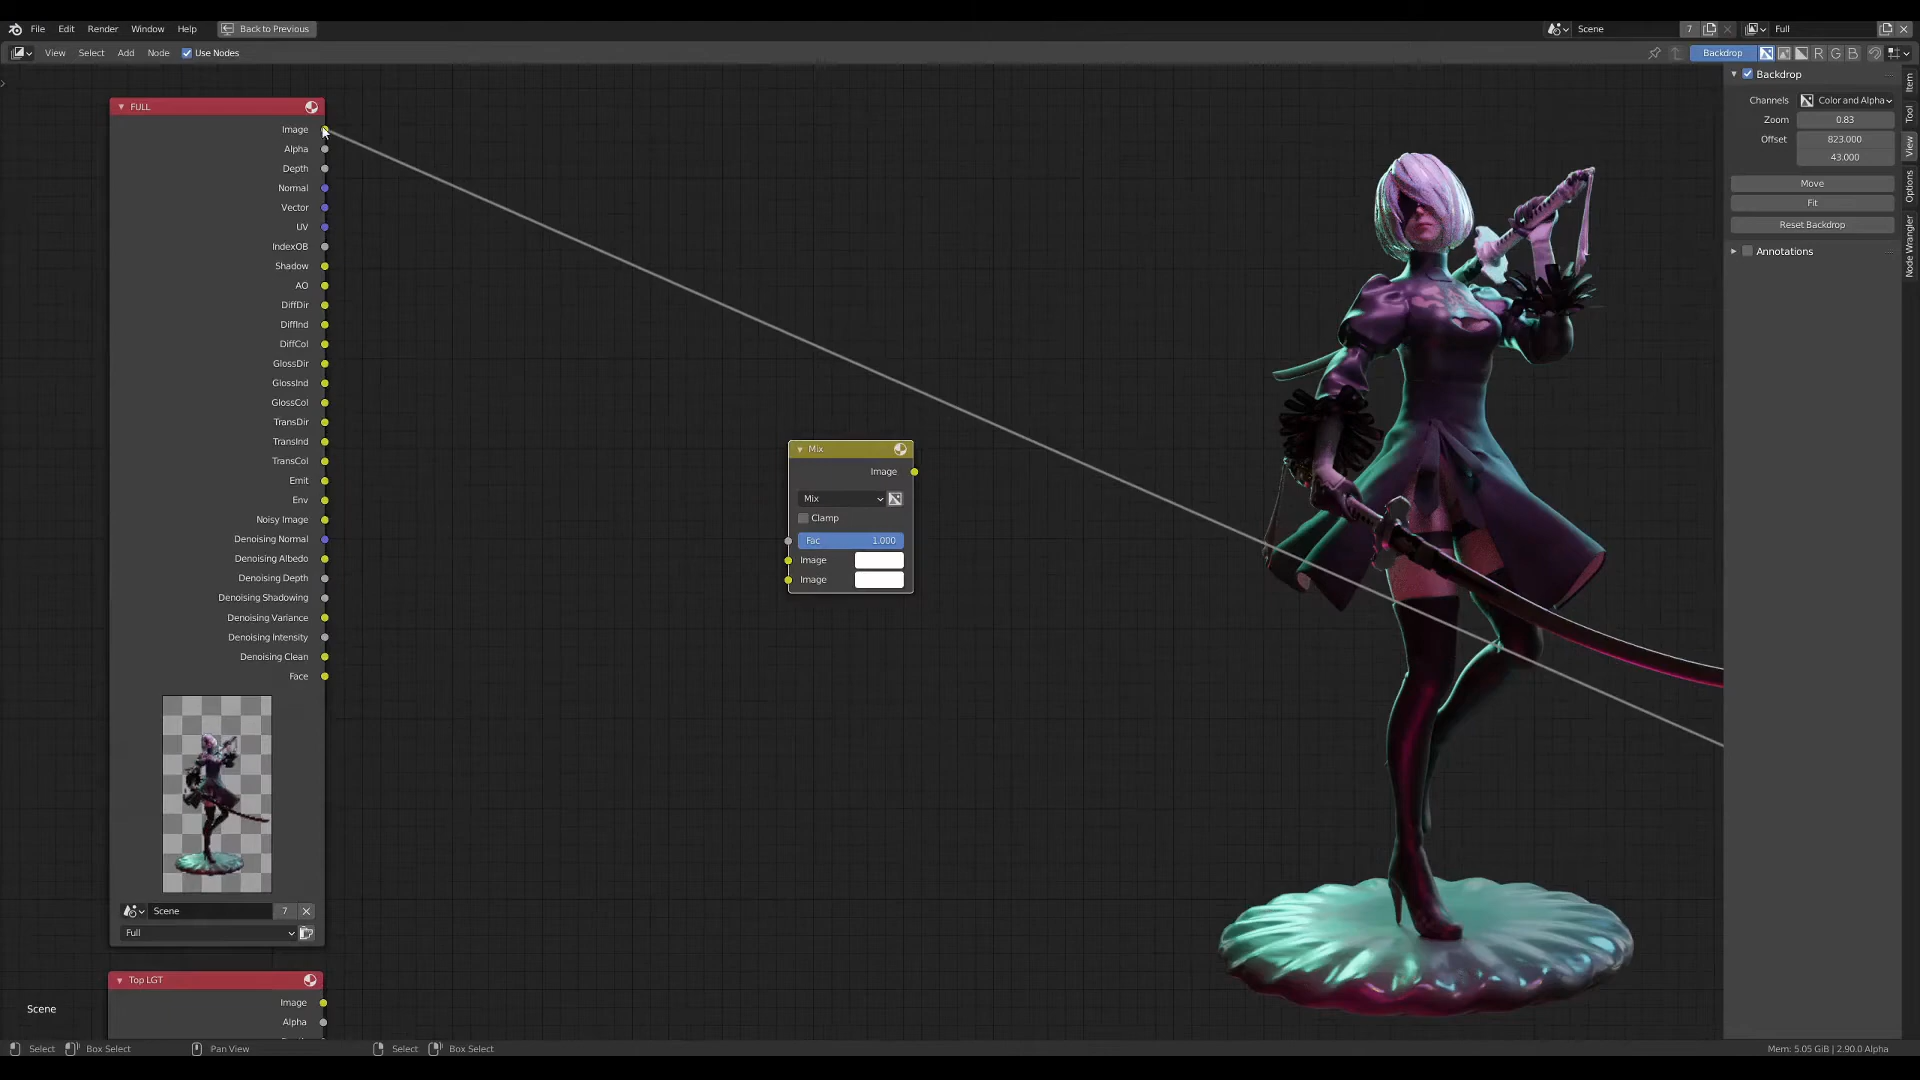 File Edit Render Window Help Back to Previous Scene 7 Full
View Select Add Node Use Nodes Backdrop R G B
FULL
Image
Alpha
Depth
Normal
Vector
UV
IndexOB
Shadow
AO
DiffDir
DiffInd
DiffCol
GlossDir
GlossInd
GlossCol
TransDir
TransInd
TransCol
Emit
Env
Noisy Image
Denoising Normal
Denoising Albedo
Denoising Depth
Denoising Shadowing
Denoising Variance
Denoising Intensity
Denoising Clean
Face
Scene 7
Full
Top LGT
Image
Alpha
Scene
Mix
Image
Mix
Clamp
Fac 1.000
Image
Image
Backdrop
Channels Color and Alpha
Zoom 0.83
Offset 823.000
43.000
Move
Fit
Reset Backdrop
Annotations
Item
Tool
View
Options
Node Wrangler
Select Box Select Pan View Select Box Select Mem: 5.05 GiB | 2.90.0 Alpha